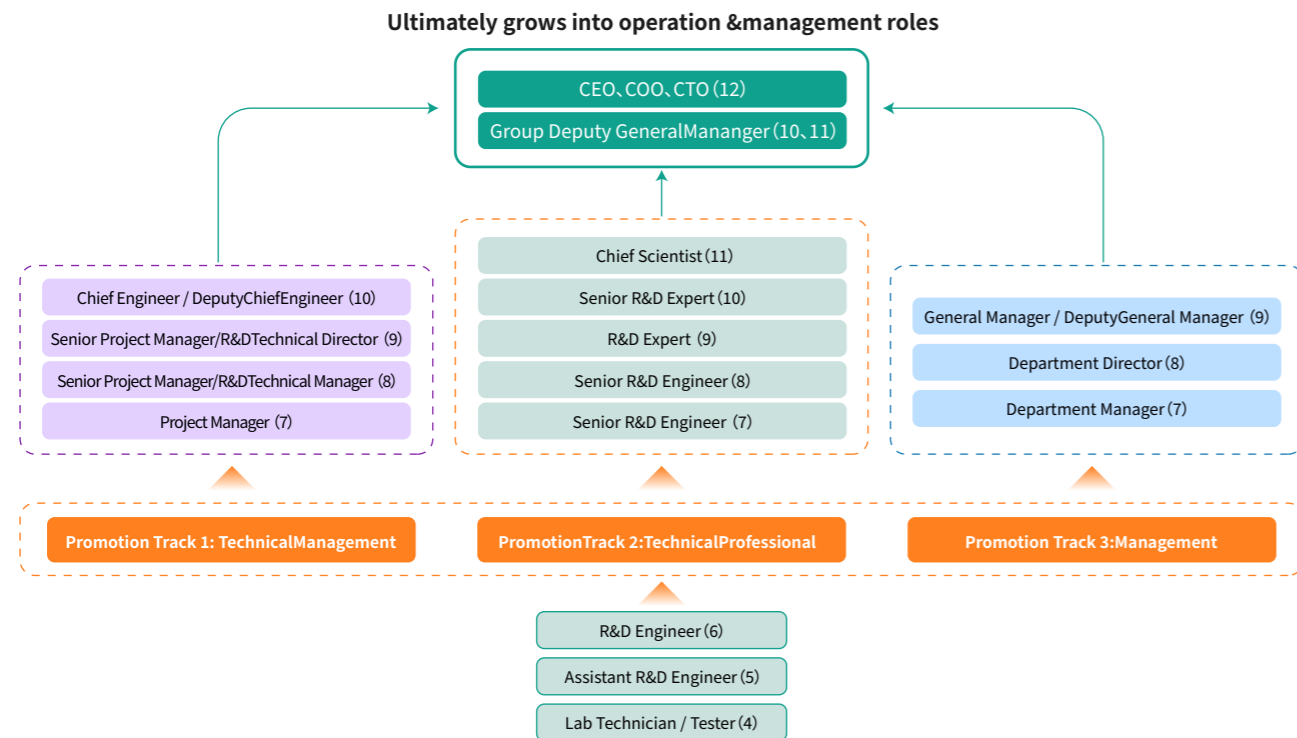 Ultimately grows into operation &management roles
CEO、COO、CTO（12）
Group Deputy GeneralMananger（10、11）
Chief Engineer / DeputyChiefEngineer（10）
Senior Project Manager/R&DTechnical Director（9）
Senior Project Manager/R&DTechnical Manager（8）
Project Manager（7）
Chief Scientist（11）
Senior R&D Expert（10）
R&D Expert（9）
Senior R&D Engineer（8）
Senior R&D Engineer（7）
General Manager / DeputyGeneral Manager（9）
Department Director（8）
Department Manager（7）
Promotion Track 1: TechnicalManagement
PromotionTrack 2:TechnicalProfessional
Promotion Track 3:Management
R&D Engineer（6）
Assistant R&D Engineer（5）
Lab Technician / Tester（4）